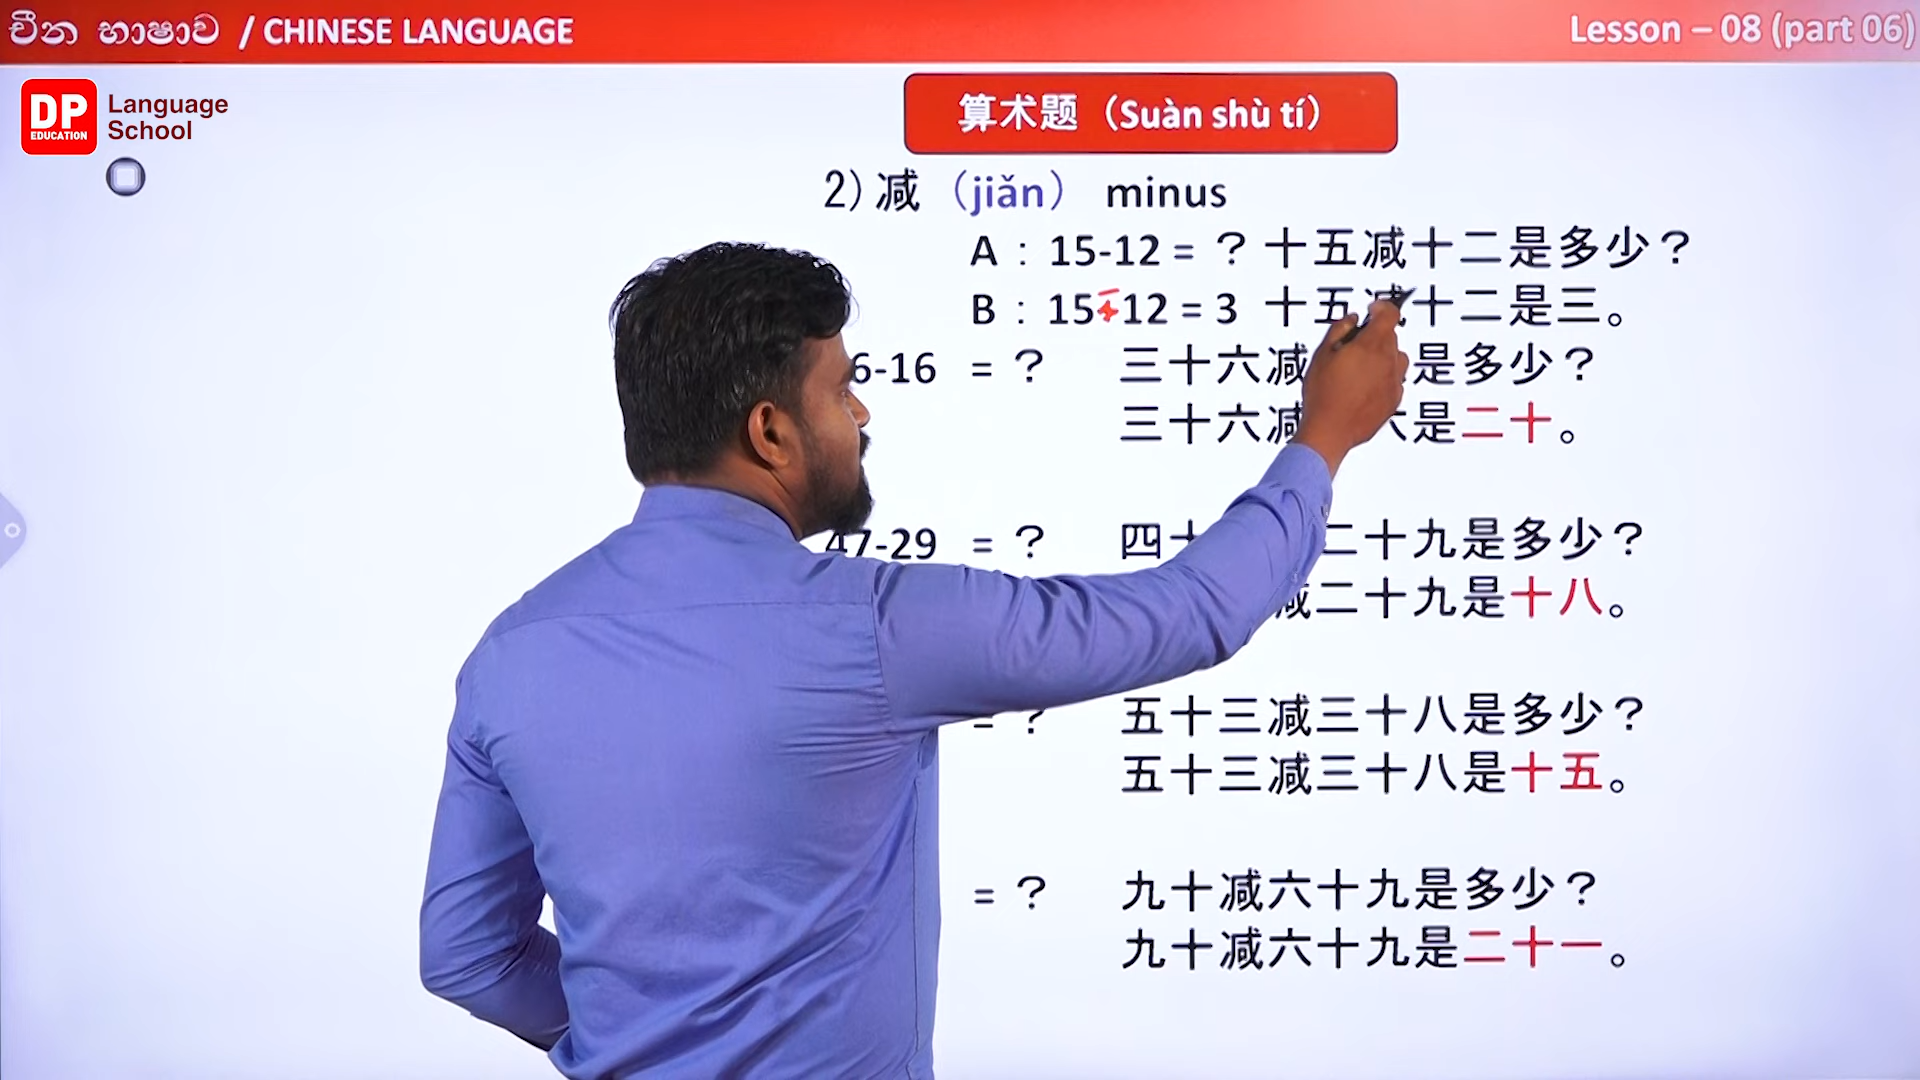 චීන භාෂාව / CHINESE LANGUAGE
Lesson – 08 (part 06)
DP EDUCATION
Language School
算术题（Suàn shù tí）
2) 减（jiǎn） minus
A : 15-12 = ? 十五减十二是多少？
B : 15-12 = 3 十五减十二是三。
6-16 = ? 三十六减 是多少？
三十六减 六是二十。
47-29 = ? 四十 二十九是多少？
减二十九是十八。
= ? 五十三减三十八是多少？
五十三减三十八是十五。
= ? 九十减六十九是多少？
九十减六十九是二十一。